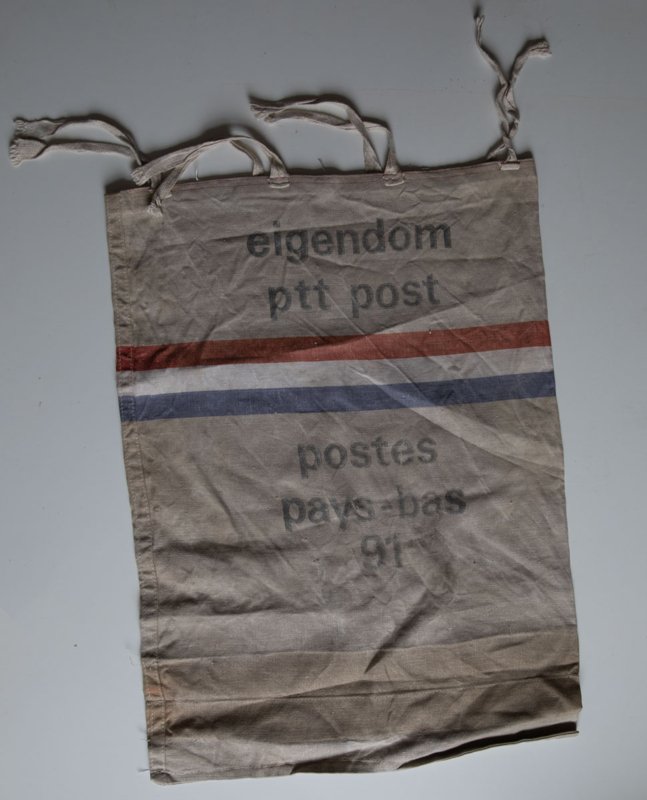 eigendom
ptt post
postes
pays-bas
91